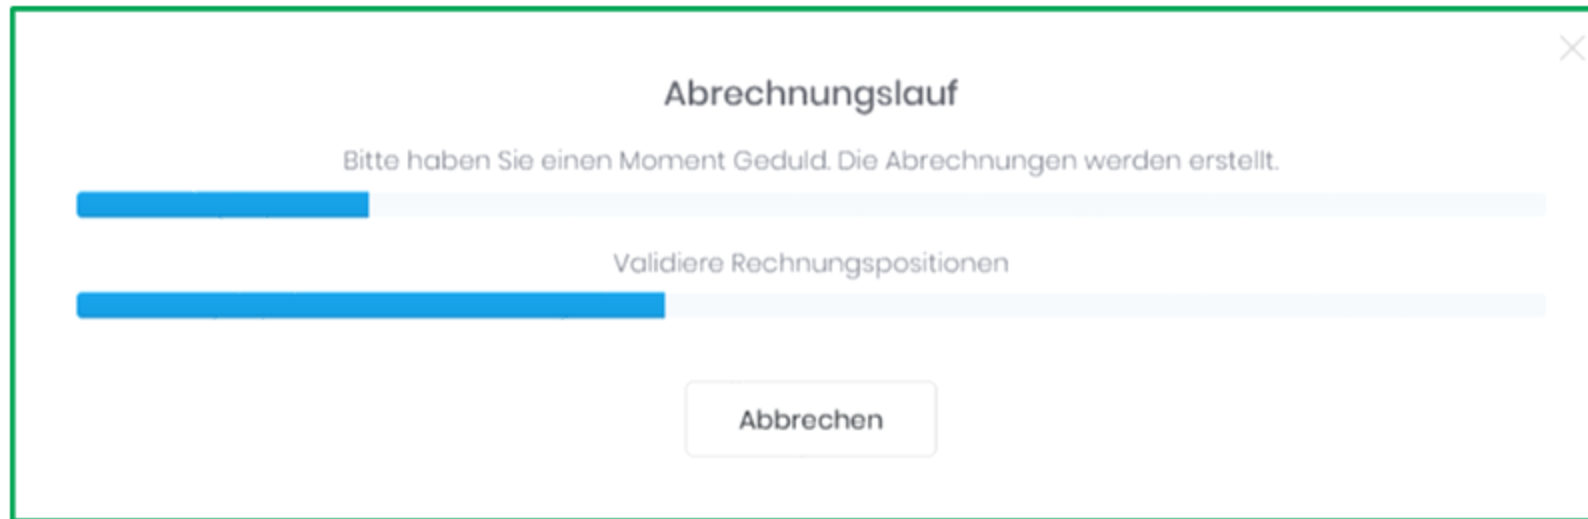 Abrechnungslauf
Bitte haben Sie einen Moment Geduld. Die Abrechnungen werden erstellt.
Validiere Rechnungspositionen
Abbrechen